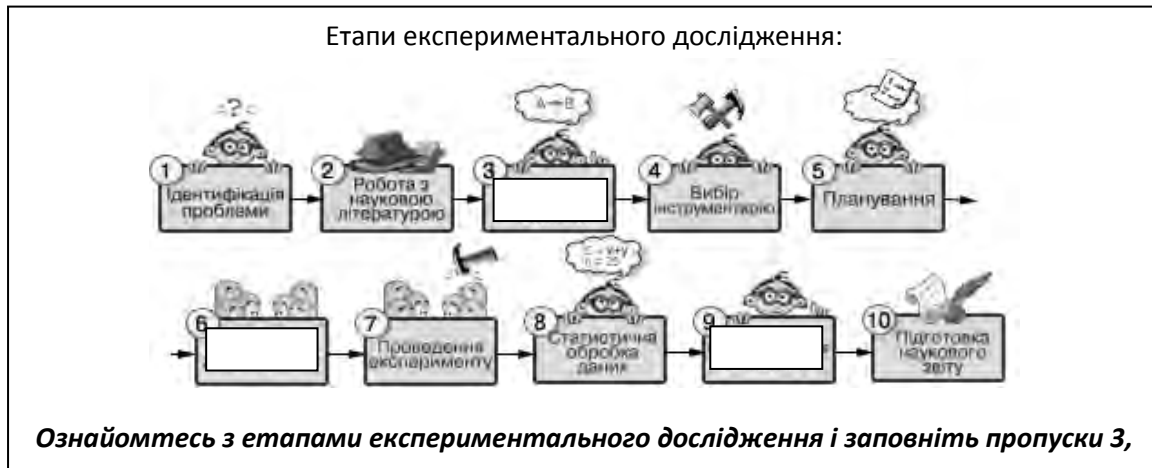 Етапи експериментального дослідження:
?
A → B
1
Ідентифікація
проблеми
2
Робота з
науковою
літературою
3
4
Вибір
інструментарію
5
Планування
6
7
Проведення
експерименту
8
Статистична
обробка
даних
9
10
Підготовка
наукового
звіту
Ознайомтесь з етапами експериментального дослідження і заповніть пропуски 3,